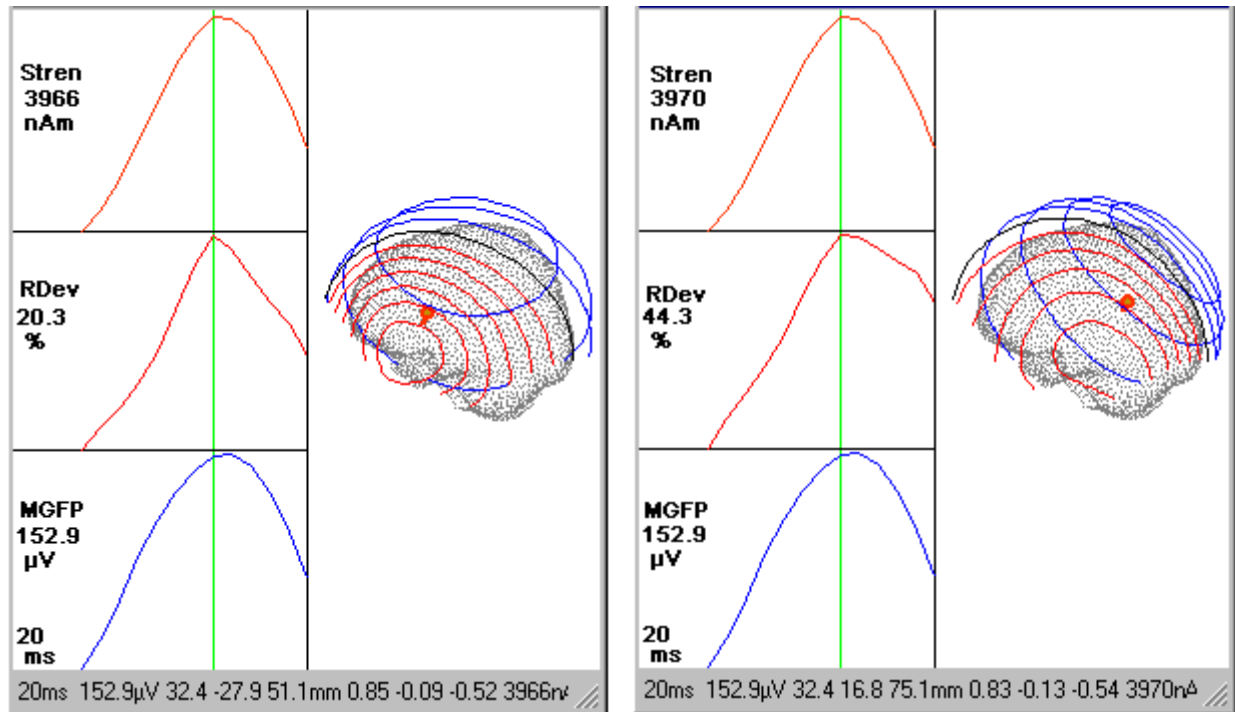 Stren
3966
nAm
RDev
20.3
%
MGFP
152.9
µV
20
ms
20ms 152.9µV 32.4 -27.9 51.1mm 0.85 -0.09 -0.52 3966n
Stren
3970
nAm
RDev
44.3
%
MGFP
152.9
µV
20
ms
20ms 152.9µV 32.4 16.8 75.1mm 0.83 -0.13 -0.54 3970n